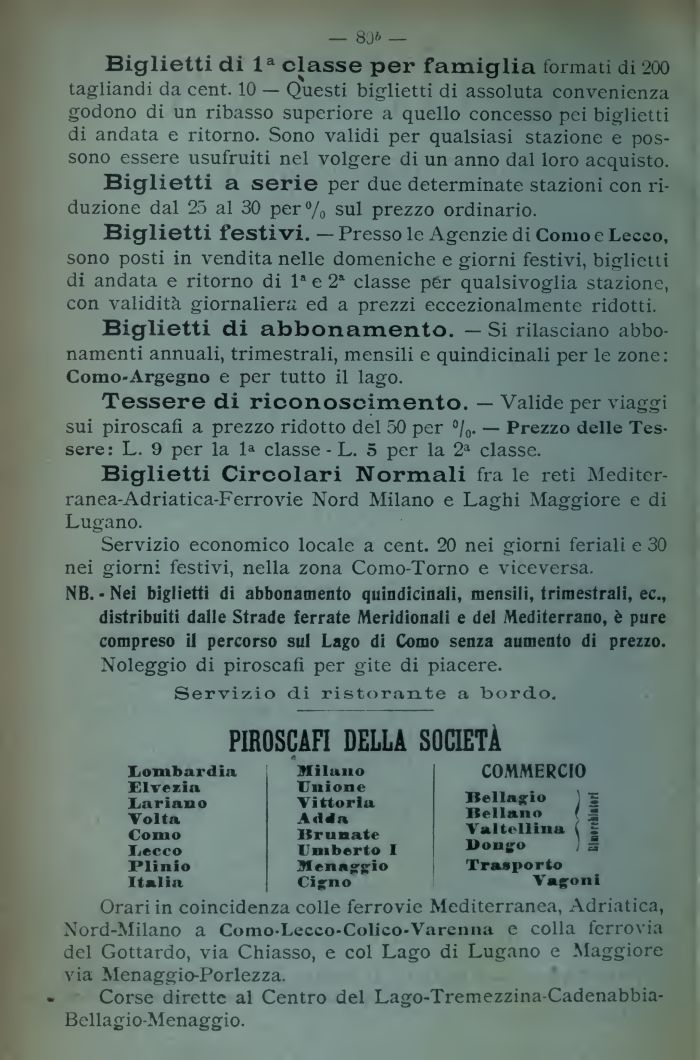 — 80ᵇ —
Biglietti di 1ª classe per famiglia formati di 200
tagliandi da cent. 10 — Questi biglietti di assoluta convenienza
godono di un ribasso superiore a quello concesso pei biglietti
di andata e ritorno. Sono validi per qualsiasi stazione e pos-
sono essere usufruiti nel volgere di un anno dal loro acquisto.
Biglietti a serie per due determinate stazioni con ri-
duzione dal 25 al 30 per % sul prezzo ordinario.
Biglietti festivi. — Presso le Agenzie di Como e Lecco,
sono posti in vendita nelle domeniche e giorni festivi, biglietti
di andata e ritorno di 1ª e 2ª classe per qualsivoglia stazione,
con validità giornaliera ed a prezzi eccezionalmente ridotti.
Biglietti di abbonamento. — Si rilasciano abbo-
namenti annuali, trimestrali, mensili e quindicinali per le zone:
Como-Argegno e per tutto il lago.
Tessere di riconoscimento. — Valide per viaggi
sui piroscafi a prezzo ridotto del 50 per %. — Prezzo delle Tes-
sere: L. 9 per la 1ª classe - L. 5 per la 2ª classe.
Biglietti Circolari Normali fra le reti Mediter-
ranea-Adriatica-Ferrovie Nord Milano e Laghi Maggiore e di
Lugano.
Servizio economico locale a cent. 20 nei giorni feriali e 30
nei giorni festivi, nella zona Como-Torno e viceversa.
NB. - Nei biglietti di abbonamento quindicinali, mensili, trimestrali, ec.,
distribuiti dalle Strade ferrate Meridionali e del Mediterrano, è pure
compreso il percorso sul Lago di Como senza aumento di prezzo.
Noleggio di piroscafi per gite di piacere.
Servizio di ristorante a bordo.
PIROSCAFI DELLA SOCIETÀ
Lombardia
Elvezia
Lariano
Volta
Como
Lecco
Plinio
Italia
Milano
Unione
Vittoria
Adda
Brunate
Umberto I
Menaggio
Cigno
COMMERCIO
Bellagio
Bellano
Valtellina
Dongo
Rimorchiatori
Trasporto
Vagoni
Orari in coincidenza colle ferrovie Mediterranea, Adriatica,
Nord-Milano a Como-Lecco-Colico-Varenna e colla ferrovia
del Gottardo, via Chiasso, e col Lago di Lugano e Maggiore
via Menaggio-Porlezza.
Corse dirette al Centro del Lago-Tremezzina-Cadenabbia-
Bellagio-Menaggio.